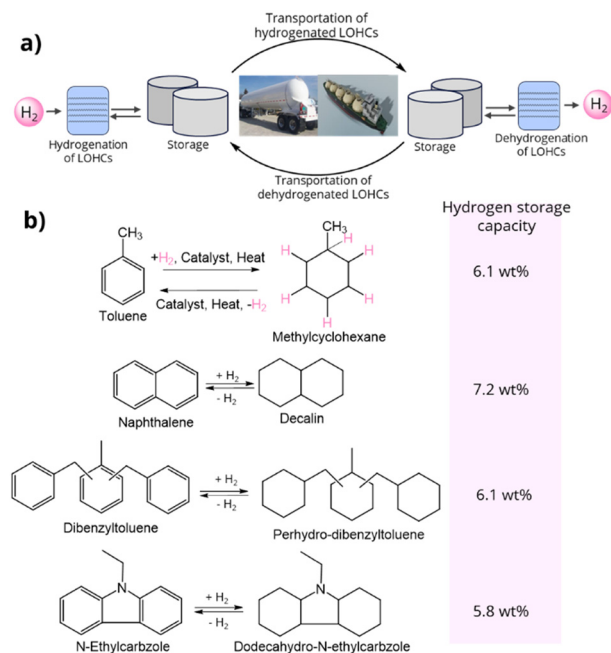 a)
Transportation of
hydrogenated LOHCs
H2
Hydrogenation
of LOHCs
Storage
Storage
Dehydrogenation
of LOHCs
H2
Transportation of
dehydrogenated LOHCs
b)
Hydrogen storage
capacity
CH3
+H2, Catalyst, Heat
Catalyst, Heat, -H2
Toluene
CH3
H
H
H
H
H
H
Methylcyclohexane
6.1 wt%
+ H2
- H2
Naphthalene
Decalin
7.2 wt%
+ H2
- H2
Dibenzyltoluene
Perhydro-dibenzyltoluene
6.1 wt%
N
+ H2
- H2
N
N-Ethylcarbzole
Dodecahydro-N-ethylcarbzole
5.8 wt%